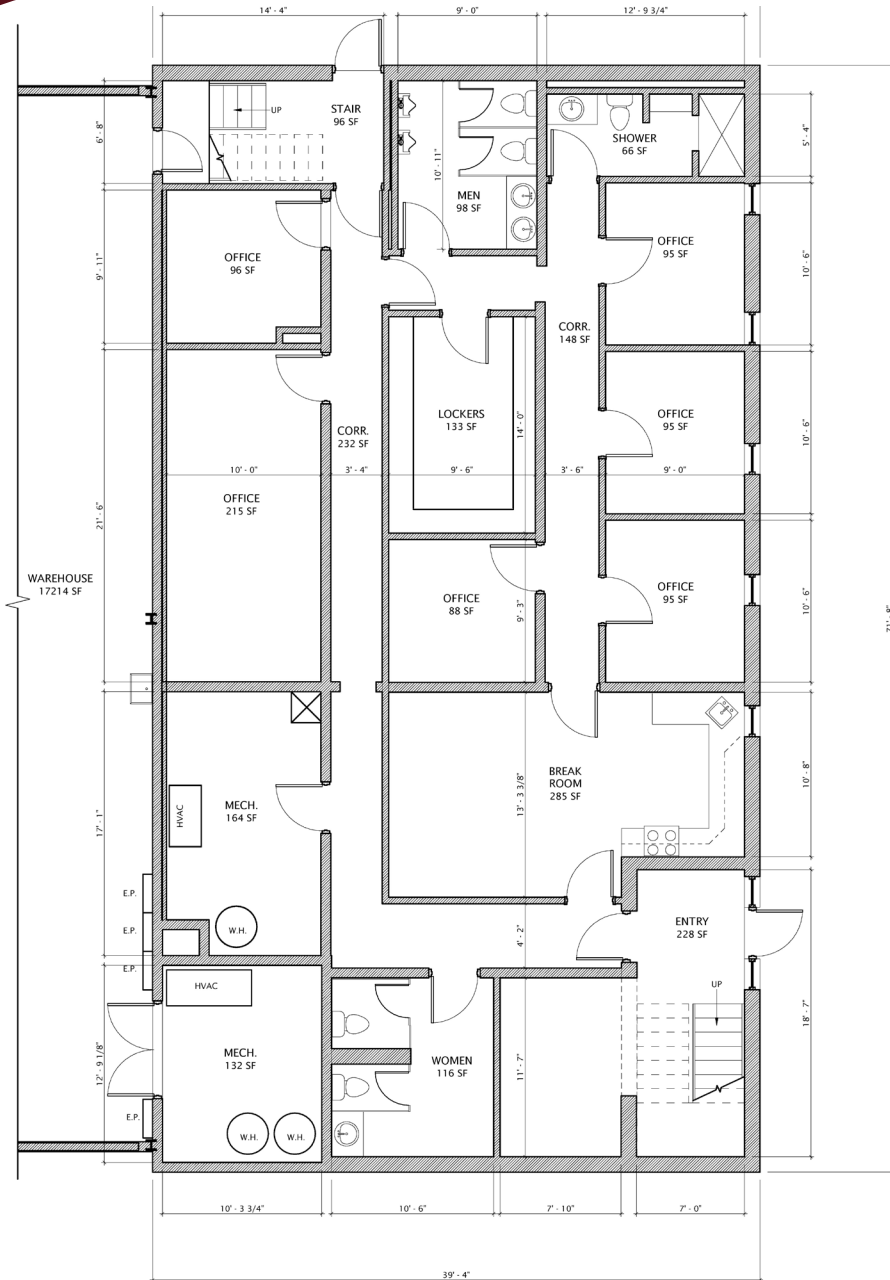 14' - 4"
9' - 0"
12' - 9 3/4"
UP
STAIR
96 SF
6' - 8"
10' - 11"
MEN
98 SF
SHOWER
66 SF
5' - 4"
OFFICE
96 SF
9' - 11"
OFFICE
95 SF
10' - 6"
CORR.
148 SF
LOCKERS
133 SF
14' - 0"
OFFICE
95 SF
10' - 6"
CORR.
232 SF
10' - 0"
3' - 4"
9' - 6"
3' - 6"
9' - 0"
OFFICE
215 SF
21' - 6"
WAREHOUSE
17214 SF
OFFICE
88 SF
9' - 3"
OFFICE
95 SF
10' - 6"
71' - 8"
MECH.
164 SF
HVAC
17' - 1"
W.H.
BREAK
ROOM
285 SF
13' - 3 3/8"
10' - 8"
E.P.
E.P.
E.P.
ENTRY
228 SF
4' - 2"
UP
18' - 7"
HVAC
MECH.
132 SF
12' - 9 1/8"
WOMEN
116 SF
11' - 7"
E.P.
W.H.
W.H.
10' - 3 3/4"
10' - 6"
7' - 10"
7' - 0"
39' - 4"